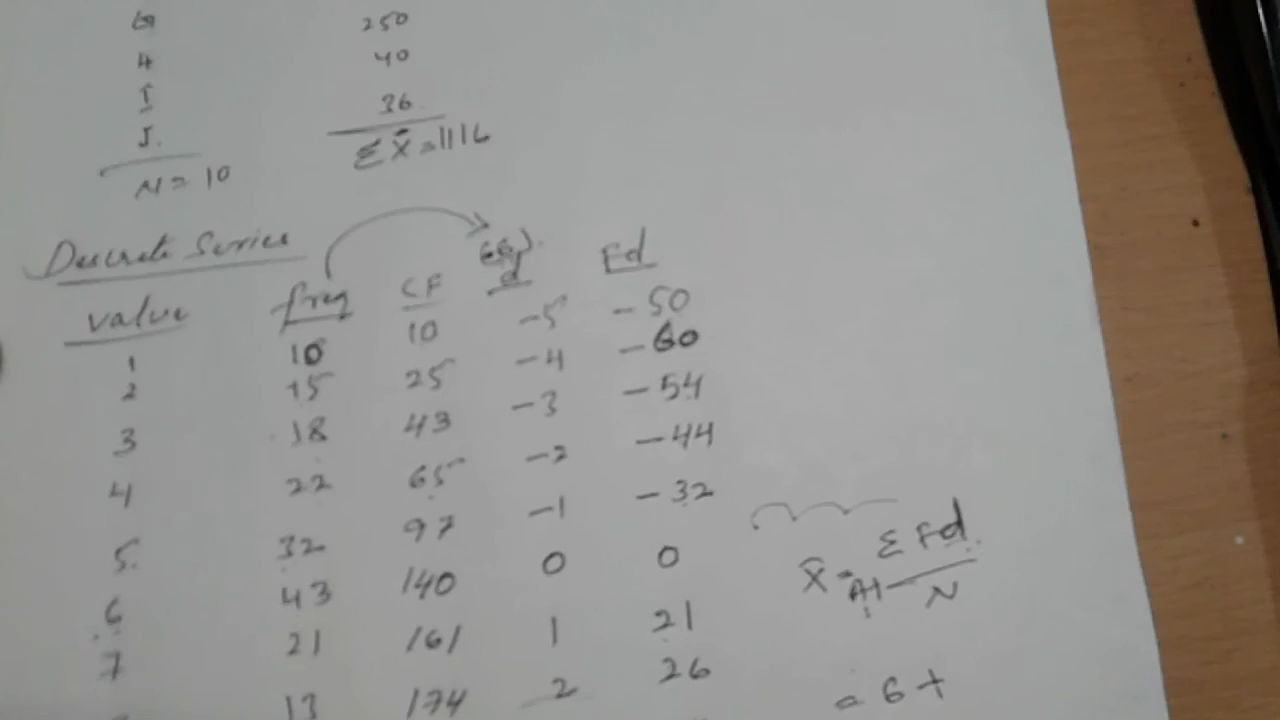 G 250
4 40
I 36
J.
N = 10 Σ X̄ = 1116
Discrete Series
value freq CF d Fd
1 10 10 -5 -50
2 15 25 -4 -60
3 18 43 -3 -54
4 22 65 -2 -44
5. 32 97 -1 -32
6 43 140 0 0
7 21 161 1 21
13 174 2 26
X̄ = A+ Σ Fd / N
= 6 +